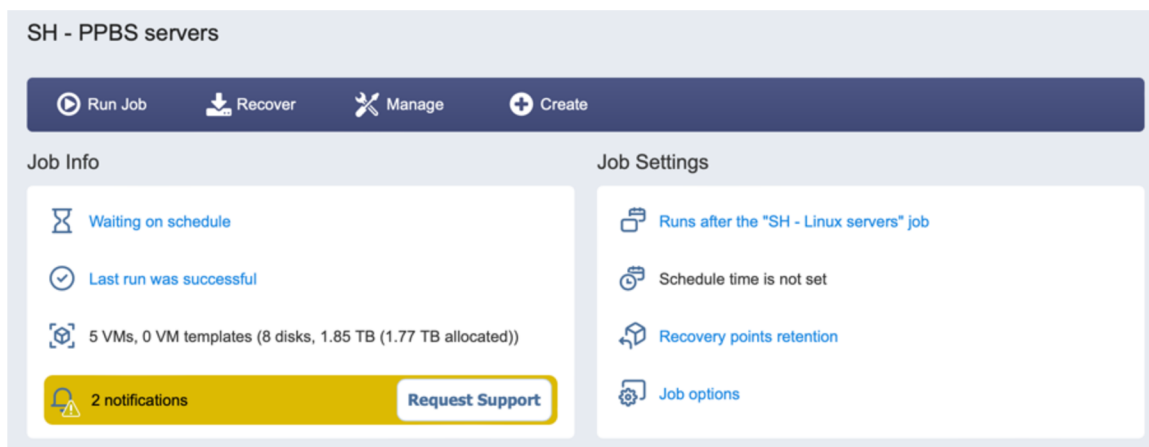 SH - PPBS servers
Run Job Recover Manage Create
Job Info
Waiting on schedule
Last run was successful
5 VMs, 0 VM templates (8 disks, 1.85 TB (1.77 TB allocated))
2 notifications Request Support
Job Settings
Runs after the "SH - Linux servers" job
Schedule time is not set
Recovery points retention
Job options